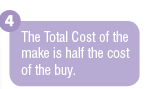 4
The Total Cost of the
make is half the cost
of the buy.